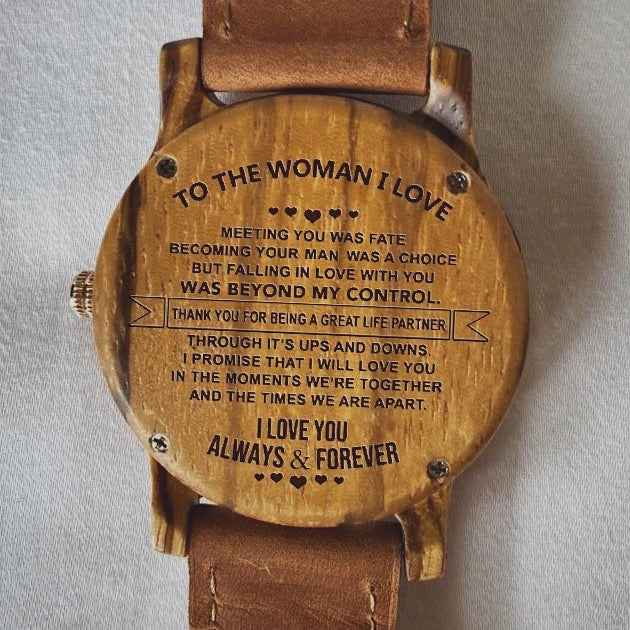 TO THE WOMAN I LOVE
MEETING YOU WAS FATE
BECOMING YOUR MAN WAS A CHOICE
BUT FALLING IN LOVE WITH YOU
WAS BEYOND MY CONTROL.
THANK YOU FOR BEING A GREAT LIFE PARTNER
THROUGH IT'S UPS AND DOWNS.
I PROMISE THAT I WILL LOVE YOU
IN THE MOMENTS WE'RE TOGETHER
AND THE TIMES WE ARE APART.
I LOVE YOU
ALWAYS & FOREVER